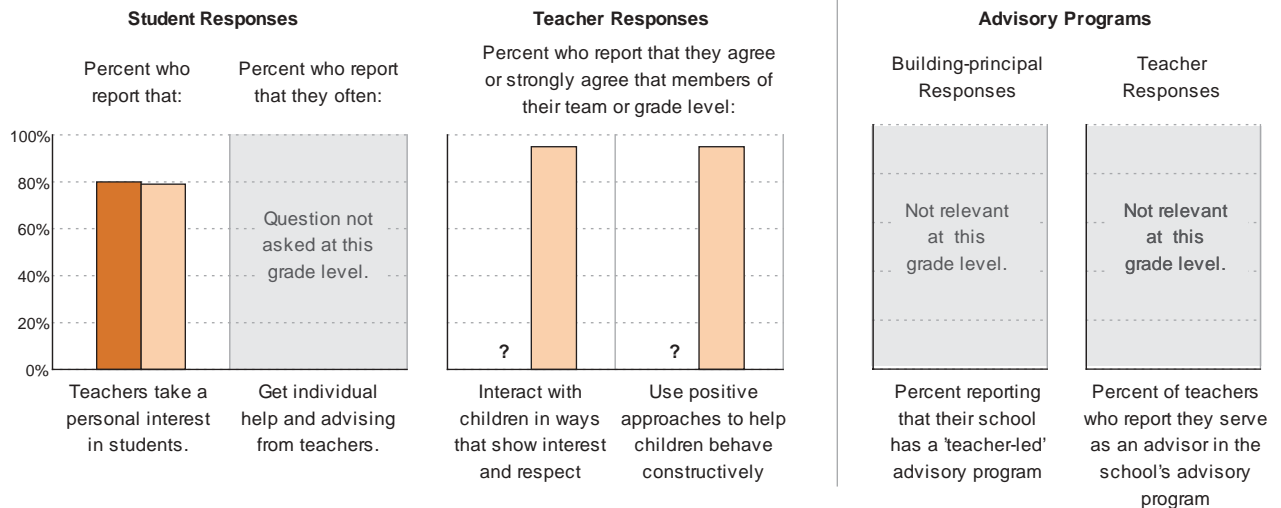 Student Responses
Percent who
report that:
Percent who report
that they often:
100%
80%
60%
40%
20%
0%
Question not
asked at this
grade level.
Teachers take a
personal interest
in students.
Get individual
help and advising
from teachers.
Teacher Responses
Percent who report that they agree
or strongly agree that members of
their team or grade level:
?
?
Interact with
children in ways
that show interest
and respect
Use positive
approaches to help
children behave
constructively
Advisory Programs
Building-principal
Responses
Not relevant
at this
grade level.
Percent reporting
that their school
has a 'teacher-led'
advisory program
Teacher
Responses
Not relevant
at this
grade level.
Percent of teachers
who report they serve
as an advisor in the
school's advisory
program